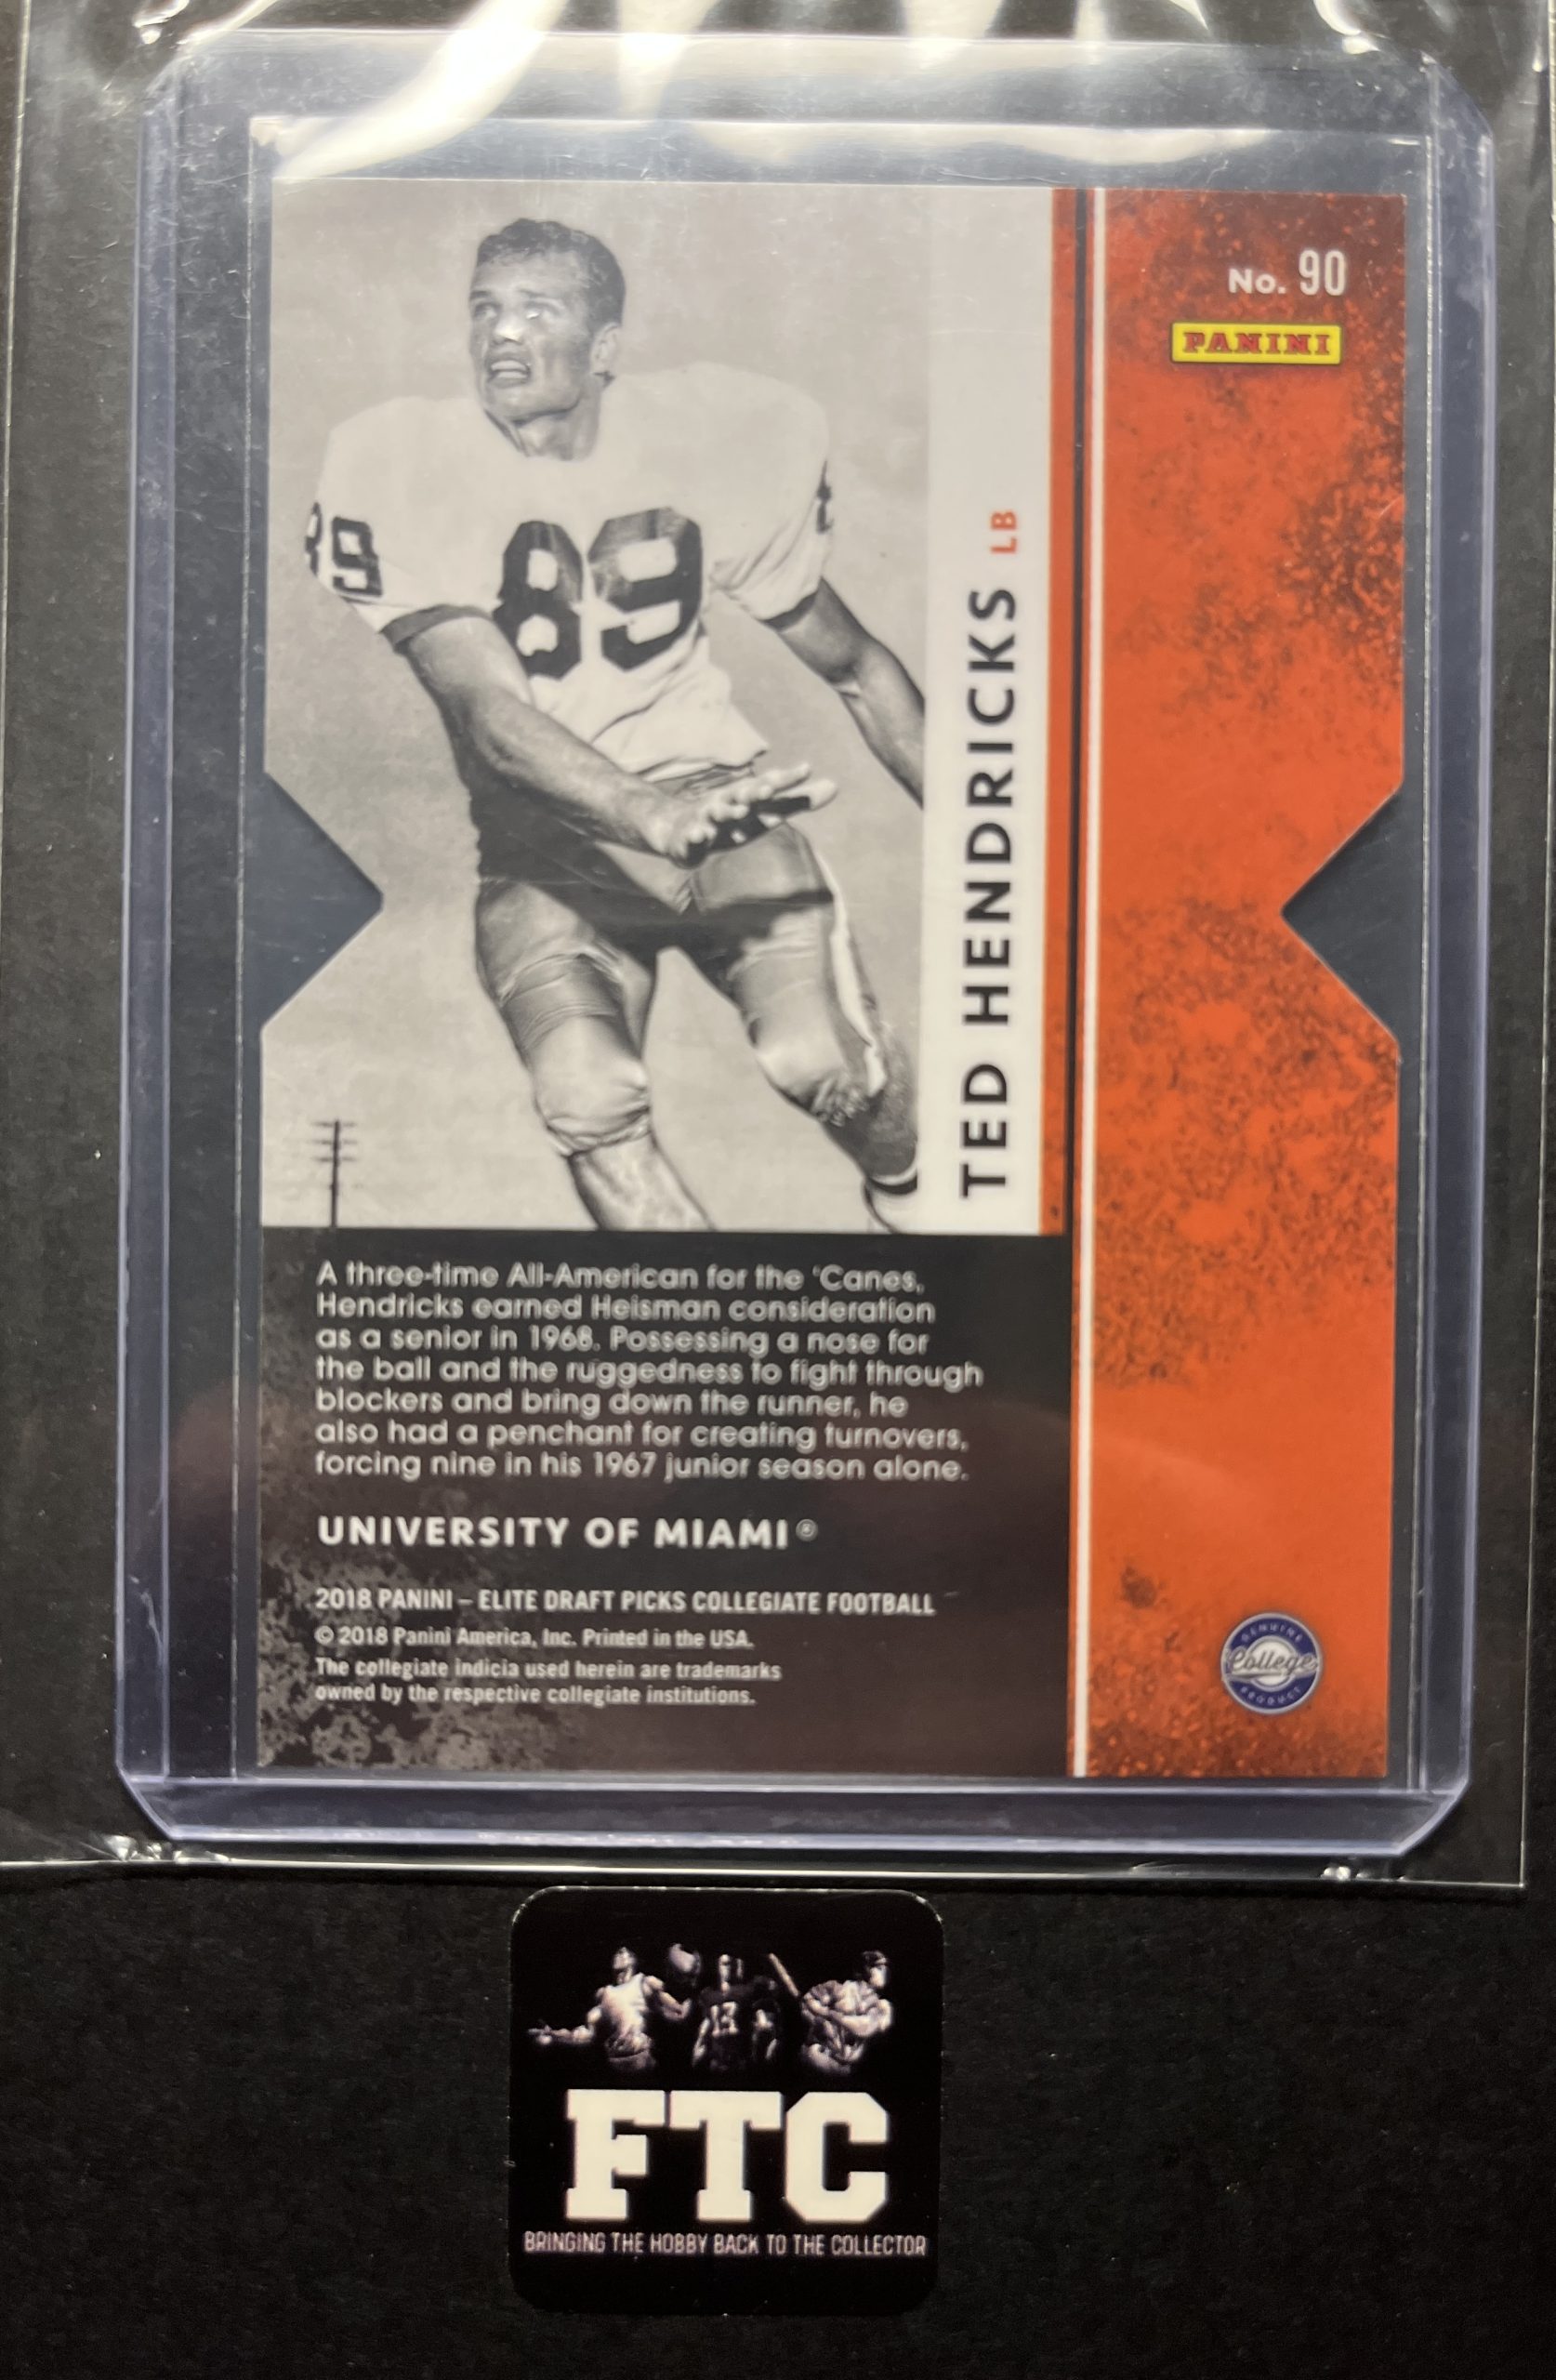 No. 90
PANINI
89
89
TED HENDRICKS LB
A three-time All-American for the ‘Canes,
Hendricks earned Heisman consideration
as a senior in 1968. Possessing a nose for
the ball and the ruggedness to fight through
blockers and bring down the runner, he
also had a penchant for creating turnovers,
forcing nine in his 1967 junior season alone.
UNIVERSITY OF MIAMI®
2018 PANINI – ELITE DRAFT PICKS COLLEGIATE FOOTBALL
© 2018 Panini America, Inc. Printed in the USA.
The collegiate indicia used herein are trademarks
owned by the respective collegiate institutions.
GENUINE
College
PRODUCT
13
FTC
BRINGING THE HOBBY BACK TO THE COLLECTOR